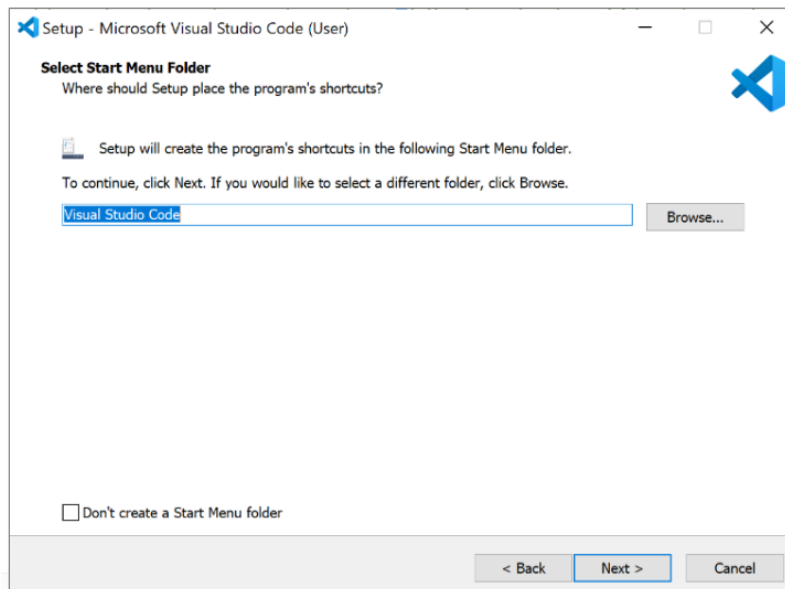 Setup - Microsoft Visual Studio Code (User)
Select Start Menu Folder
Where should Setup place the program's shortcuts?
Setup will create the program's shortcuts in the following Start Menu folder.
To continue, click Next. If you would like to select a different folder, click Browse.
Visual Studio Code
Browse...
Don't create a Start Menu folder
< Back
Next >
Cancel